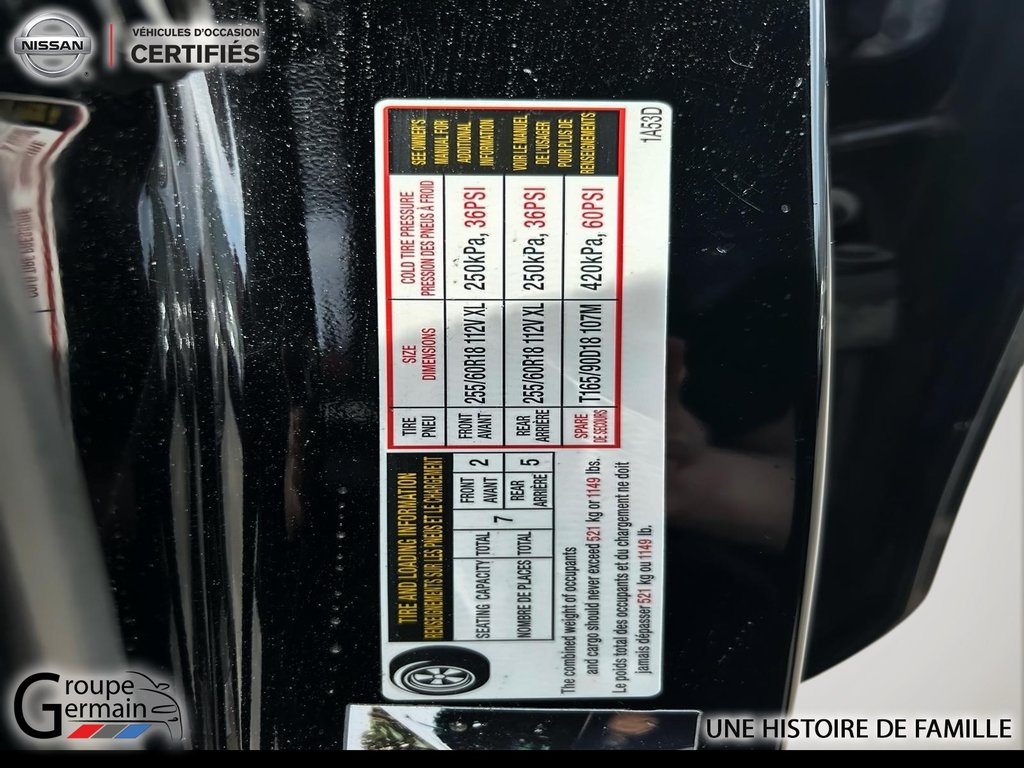 NISSAN
VÉHICULES D'OCCASION
CERTIFIÉS
TIRE AND LOADING INFORMATION
RENSEIGNEMENTS SUR LES PNEUS ET LE CHARGEMENT
SEATING CAPACITY TOTAL 7 FRONT AVANT 2
NOMBRE DE PLACES TOTAL REAR ARRIÈRE 5
The combined weight of occupants
and cargo should never exceed 521 kg or 1149 lbs.
Le poids total des occupants et du chargement ne doit
jamais dépasser 521 kg ou 1149 lb.
TIRE SIZE COLD TIRE PRESSURE
PNEU DIMENSIONS PRESSION DES PNEUS À FROID
FRONT AVANT 255/60R18 112V XL 250kPa, 36PSI
REAR ARRIÈRE 255/60R18 112V XL 250kPa, 36PSI
SPARE DE SECOURS T165/90D18 107M 420kPa, 60PSI
SEE OWNER'S
MANUAL FOR
ADDITIONAL
INFORMATION
VOIR LE MANUEL
DE L'USAGER
POUR PLUS DE
RENSEIGNEMENTS
1A53D
Groupe
Germain
UNE HISTOIRE DE FAMILLE